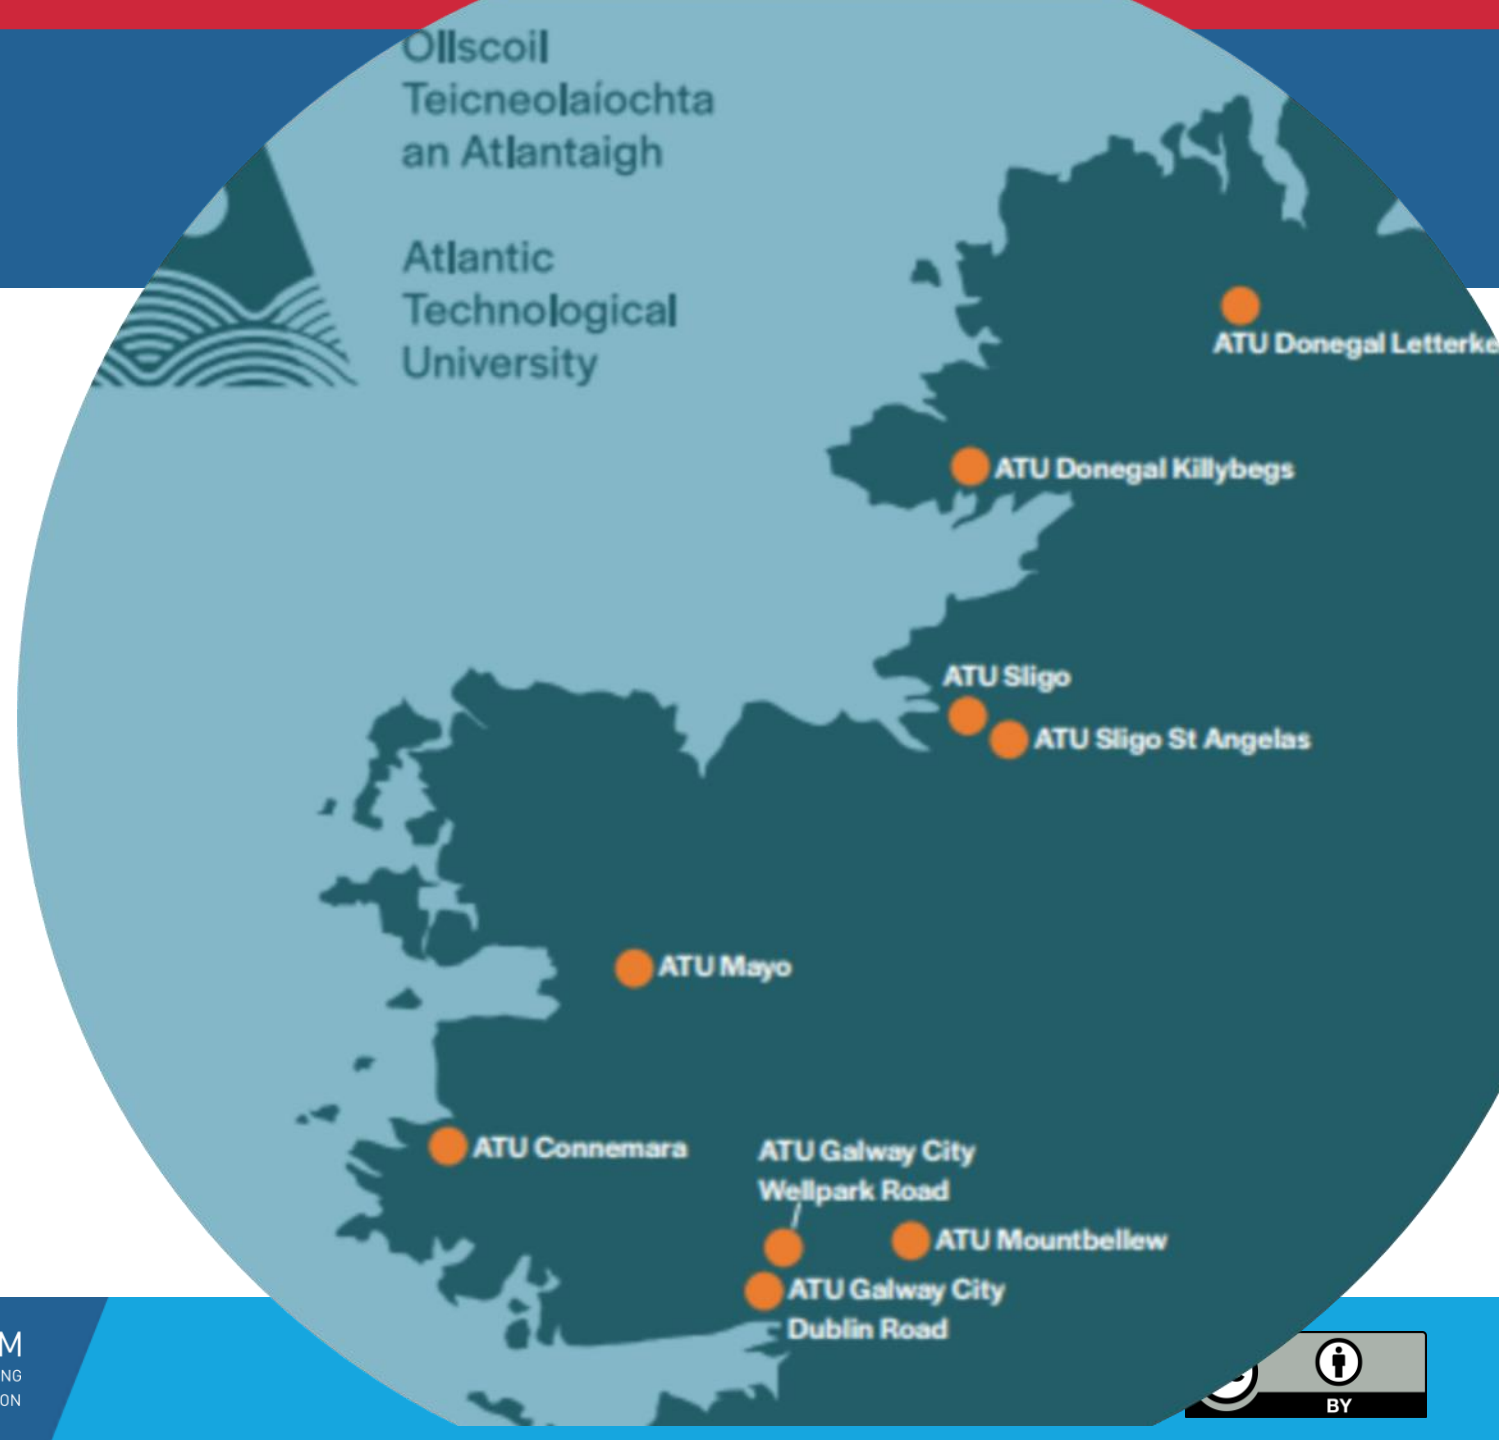 Ollscoil
Teicneolaíochta
an Atlantaigh
Atlantic
Technological
University
ATU Donegal Letterke
ATU Donegal Killybegs
ATU Sligo
ATU Sligo St Angelas
ATU Mayo
ATU Connemara
ATU Galway City
Wellpark Road
ATU Mountbellew
ATU Galway City
Dublin Road
M
NG
ON
BY